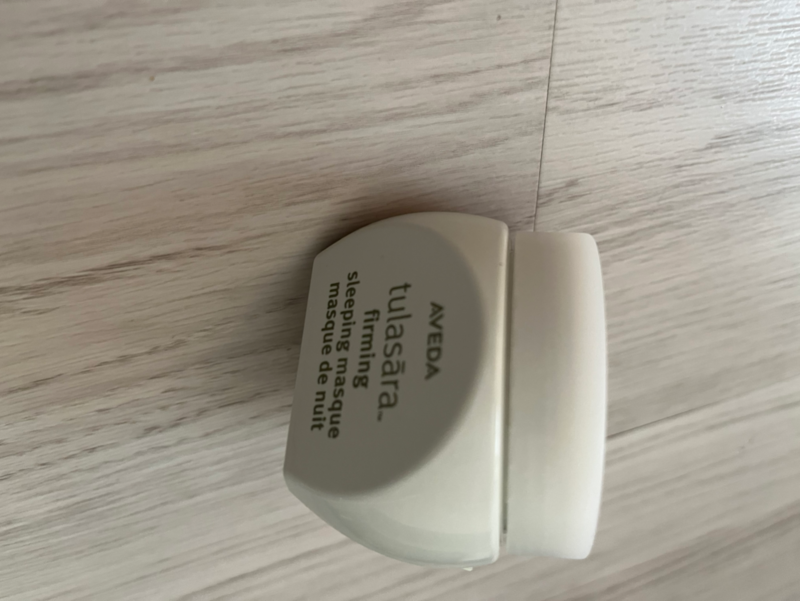 AVEDA
tulasāra™
firming
sleeping masque
masque de nuit